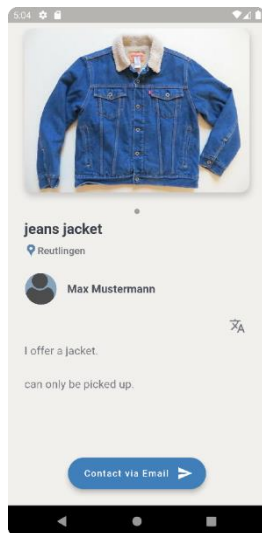 5:04
jeans jacket
Reutlingen
Max Mustermann
I offer a jacket.
can only be picked up.
Contact via Email